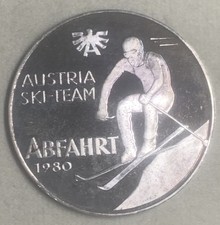 AUSTRIA
SKI-TEAM
ABFAHRT
1980